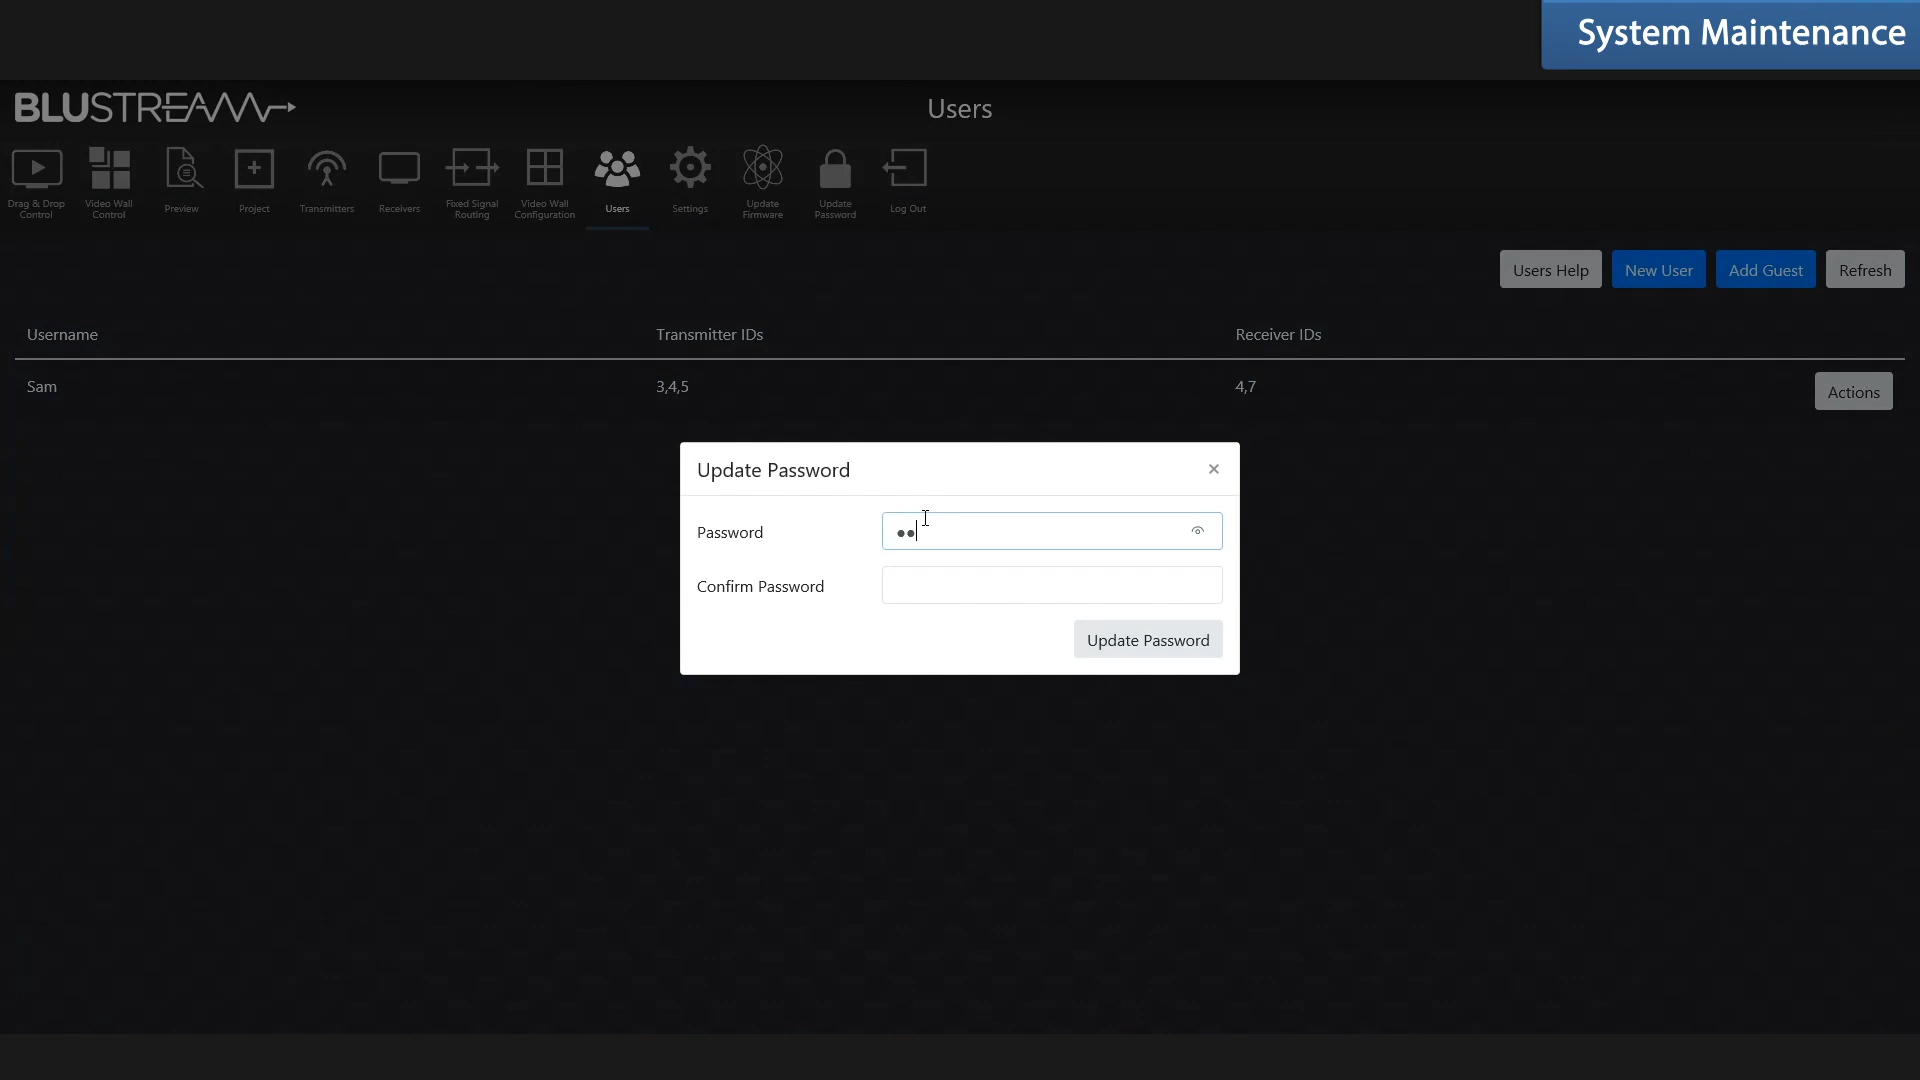 System Maintenance
BLUSTREAM
Users
Drag & Drop
Control
Video Wall
Control
Preview
Project
Transmitters
Receivers
Fixed Signal
Routing
Video Wall
Configuration
Users
Settings
Update
Firmware
Update
Password
Log Out
Users Help
New User
Add Guest
Refresh
Username
Transmitter IDs
Receiver IDs
Sam
3,4,5
4,7
Actions
Update Password
×
Password
●●
Confirm Password
Update Password